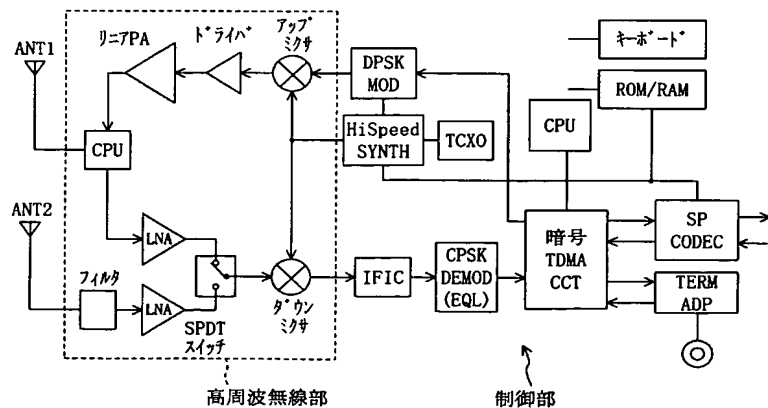 ANT1
リニアPA
ドライバ
アップ
ミクサ
DPSK
MOD
キーボード
ROM/RAM
CPU
HiSpeed
SYNTH
TCXO
CPU
ANT2
LNA
フィルタ
LNA
SPDT
スイッチ
ダウン
ミクサ
IFIC
CPSK
DEMOD
(EQL)
暗号
TDMA
CCT
SP
CODEC
TERM
ADP
高周波無線部
制御部